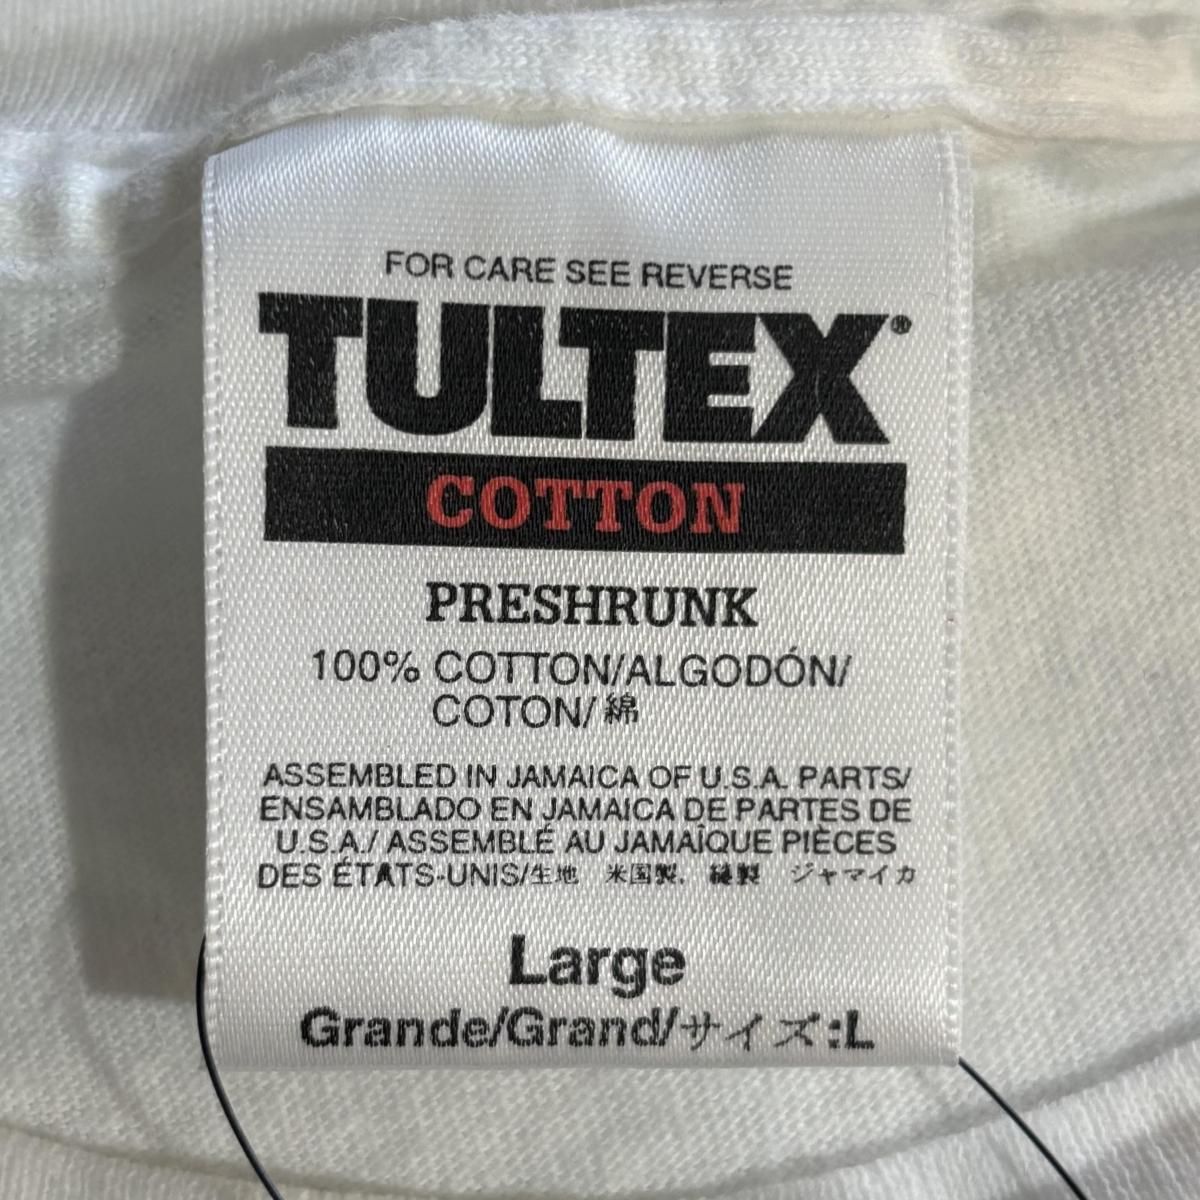 FOR CARE SEE REVERSE
TULTEX®
COTTON
PRESHRUNK
100% COTTON/ALGODÓN/
COTON/綿
ASSEMBLED IN JAMAICA OF U.S.A. PARTS/
ENSAMBLADO EN JAMAICA DE PARTES DE
U.S.A./ ASSEMBLÉ AU JAMAÎQUE PIÈCES
DES ÉTATS-UNIS/生地 米国製, 縫製 ジャマイカ
Large
Grande/Grand/サイズ:L